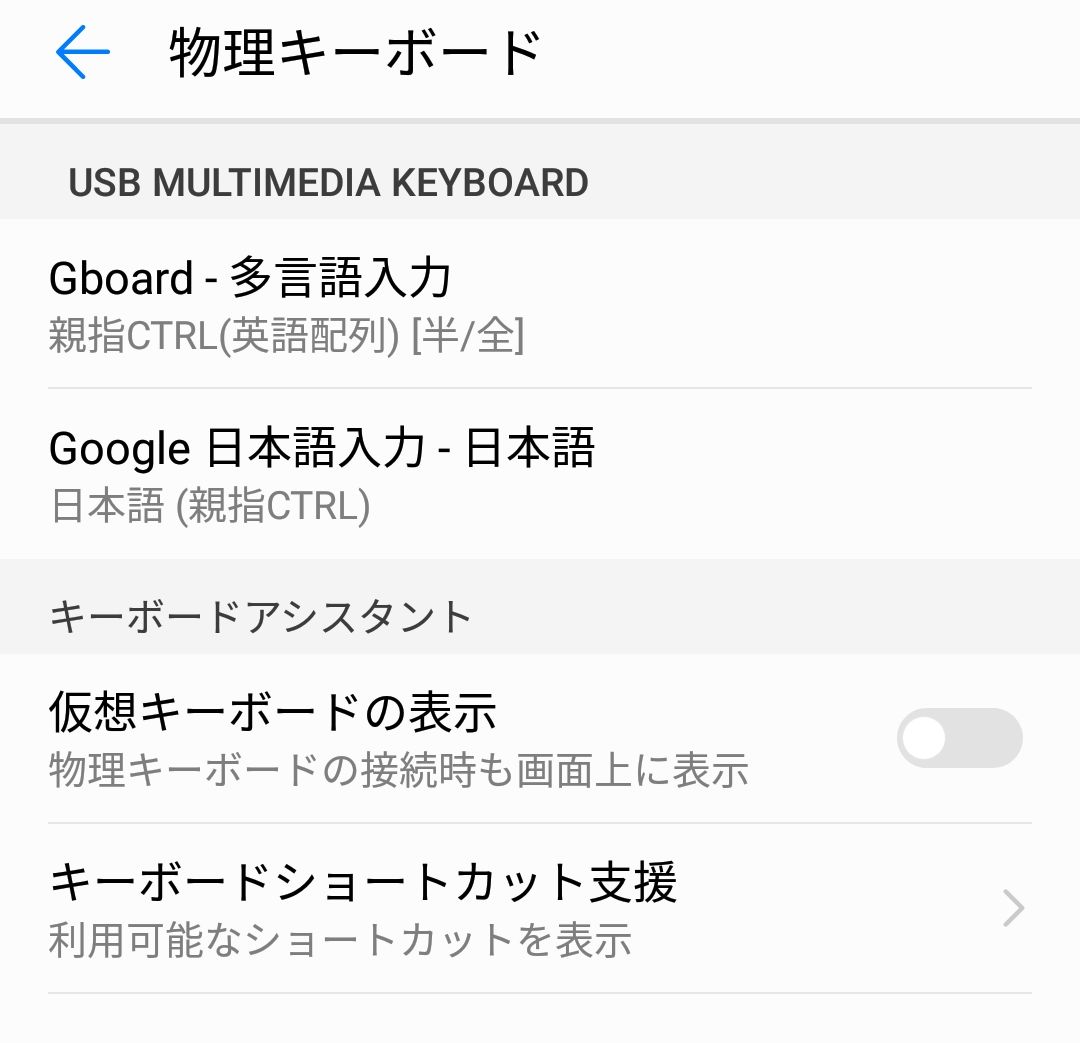 物理キーボード
USB MULTIMEDIA KEYBOARD
Gboard - 多言語入力
親指CTRL(英語配列) [半/全]
Google 日本語入力 - 日本語
日本語 (親指CTRL)
キーボードアシスタント
仮想キーボードの表示
物理キーボードの接続時も画面上に表示
キーボードショートカット支援
利用可能なショートカットを表示